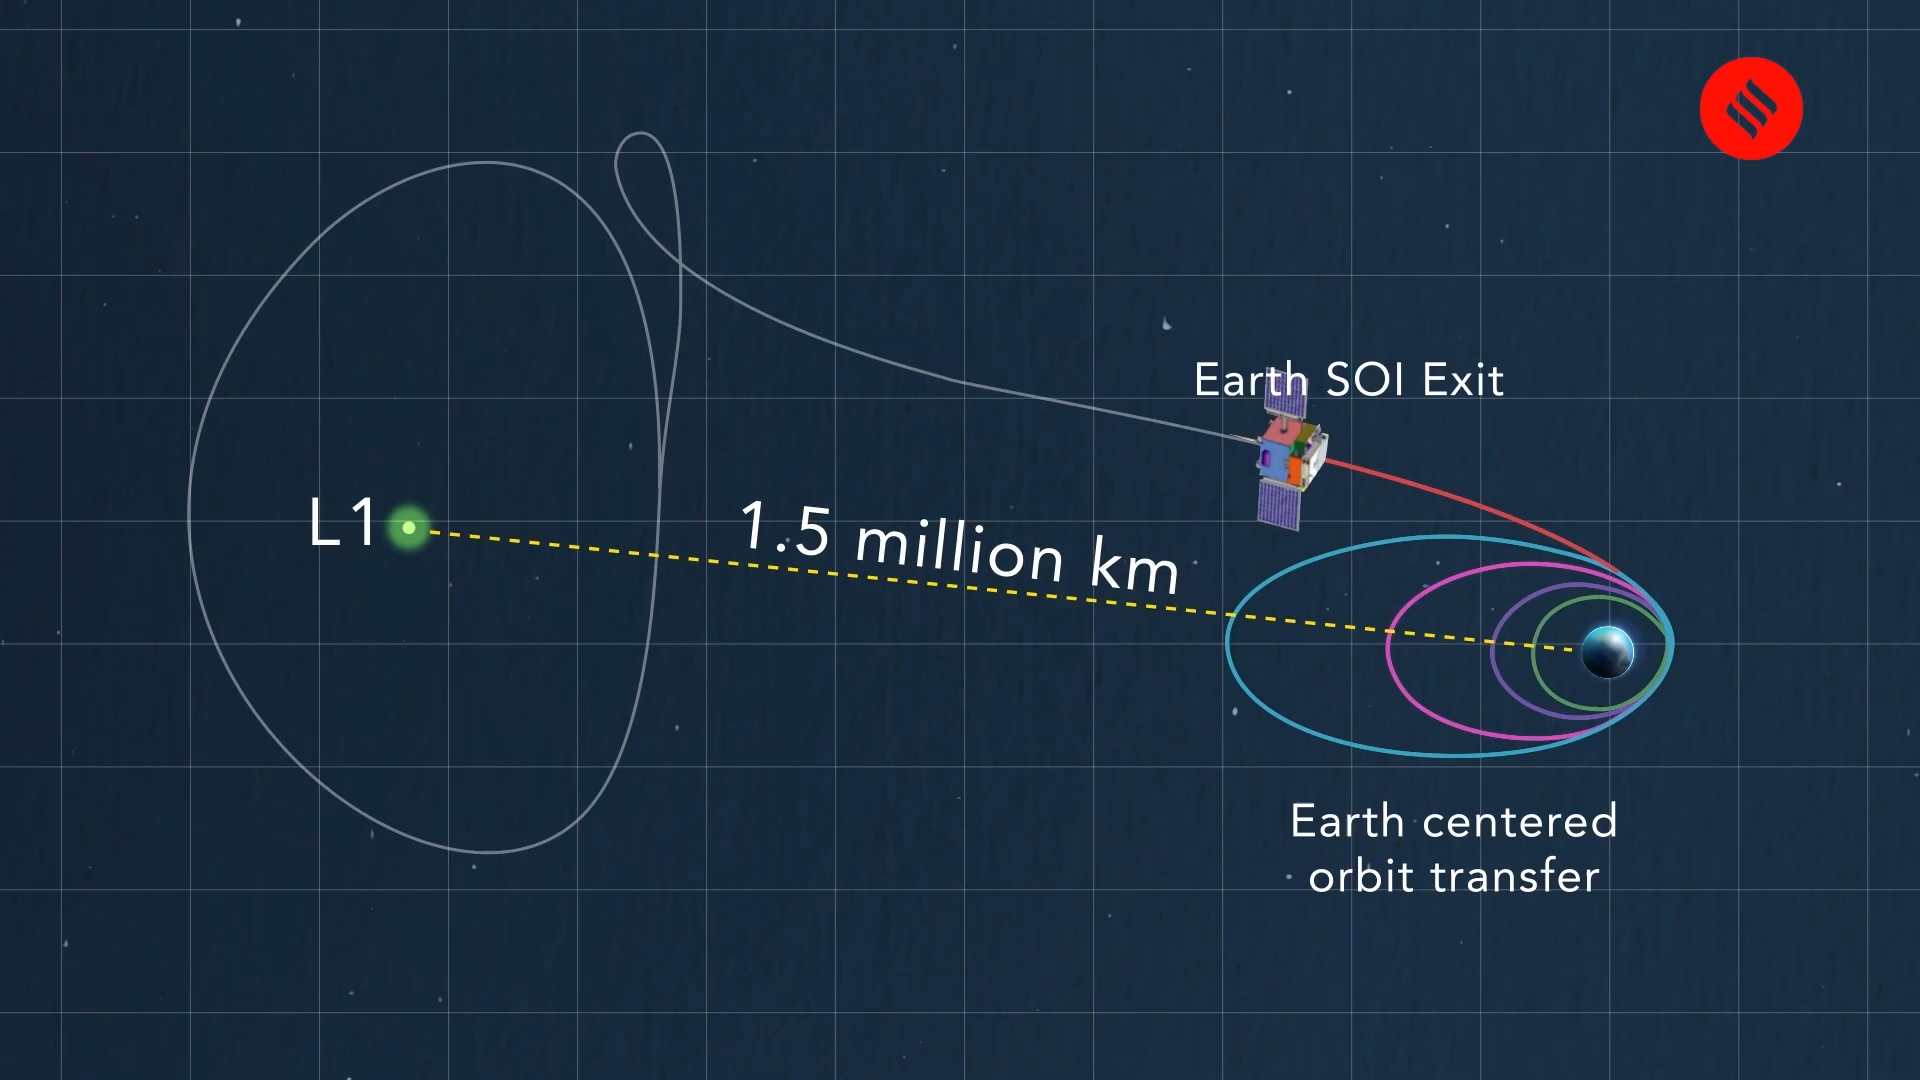 Earth SOI Exit
L1
1.5 million km
Earth centered
orbit transfer